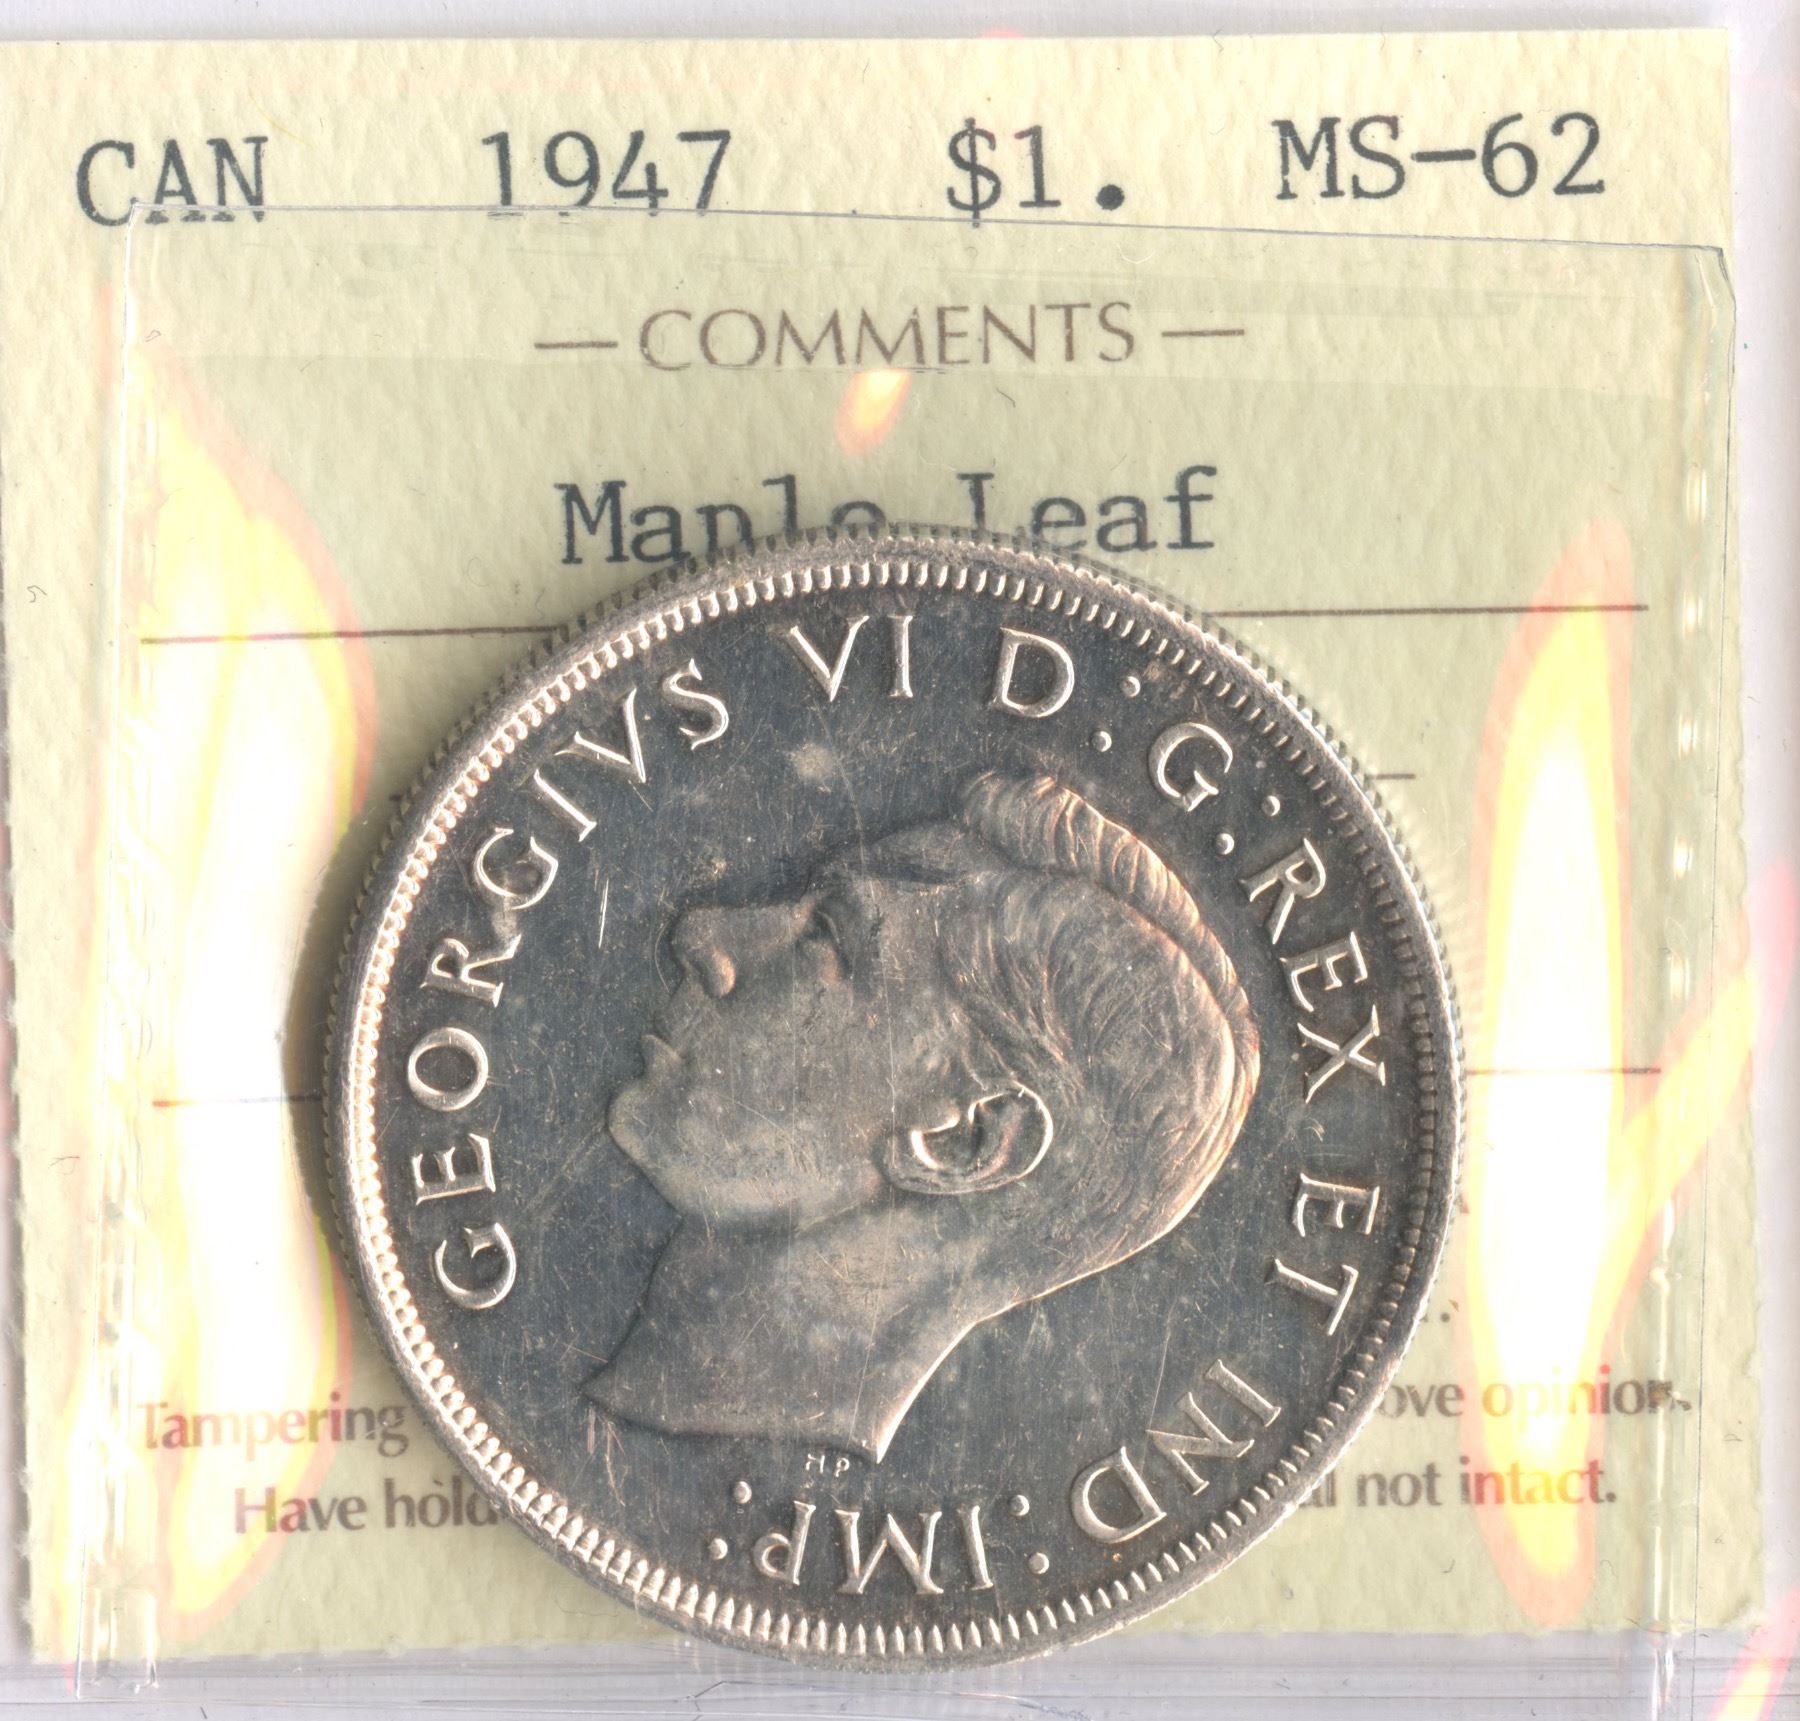 CAN 1947 $1. MS-62
— COMMENTS —
Maple Leaf
GEORGIVS VI D:G:REX ET IND:IMP:
HP
Tampering ove opinion.
Have hold al not intact.